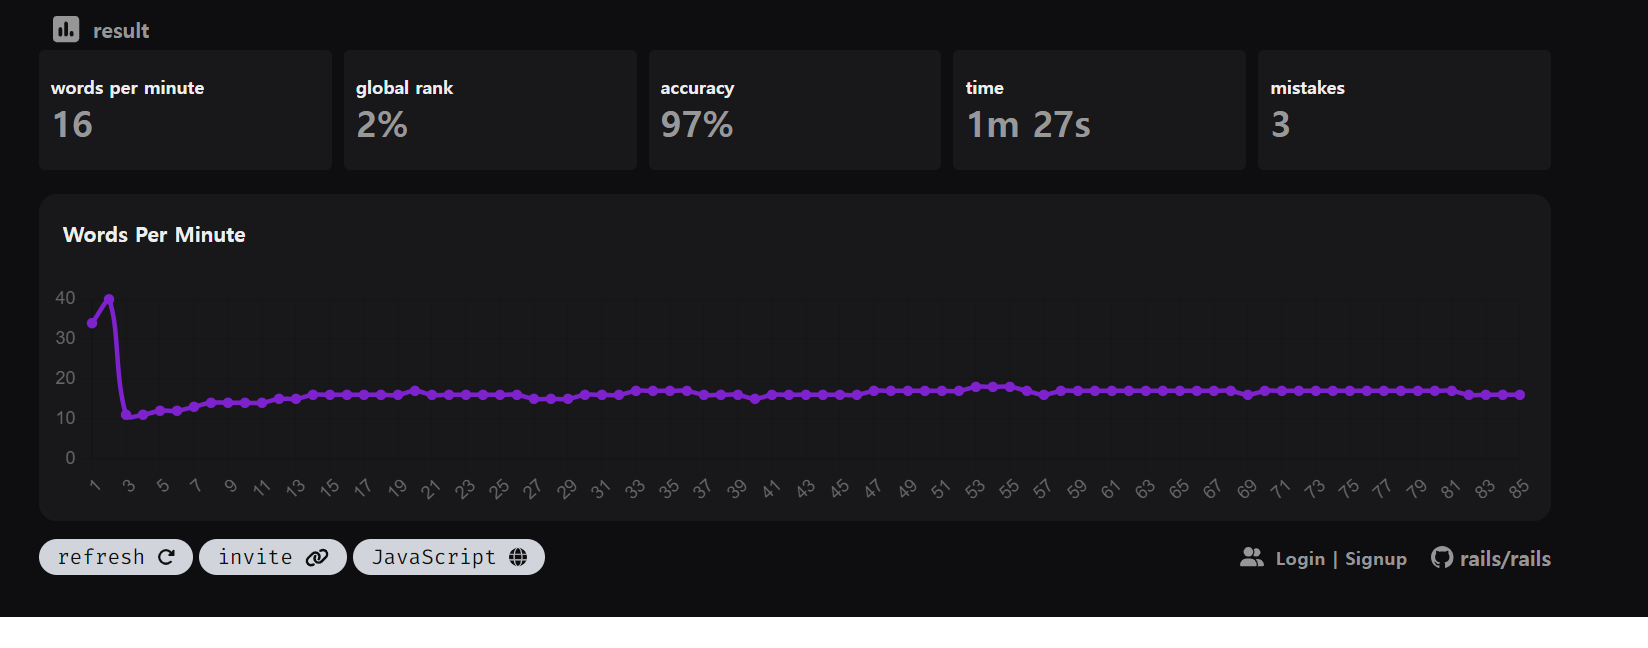 result
words per minute
16
global rank
2%
accuracy
97%
time
1m 27s
mistakes
3
Words Per Minute
40
30
20
10
0
1 3 5 7 9 11 13 15 17 19 21 23 25 27 29 31 33 35 37 39 41 43 45 47 49 51 53 55 57 59 61 63 65 67 69 71 73 75 77 79 81 83 85
refresh invite JavaScript Login | Signup rails/rails